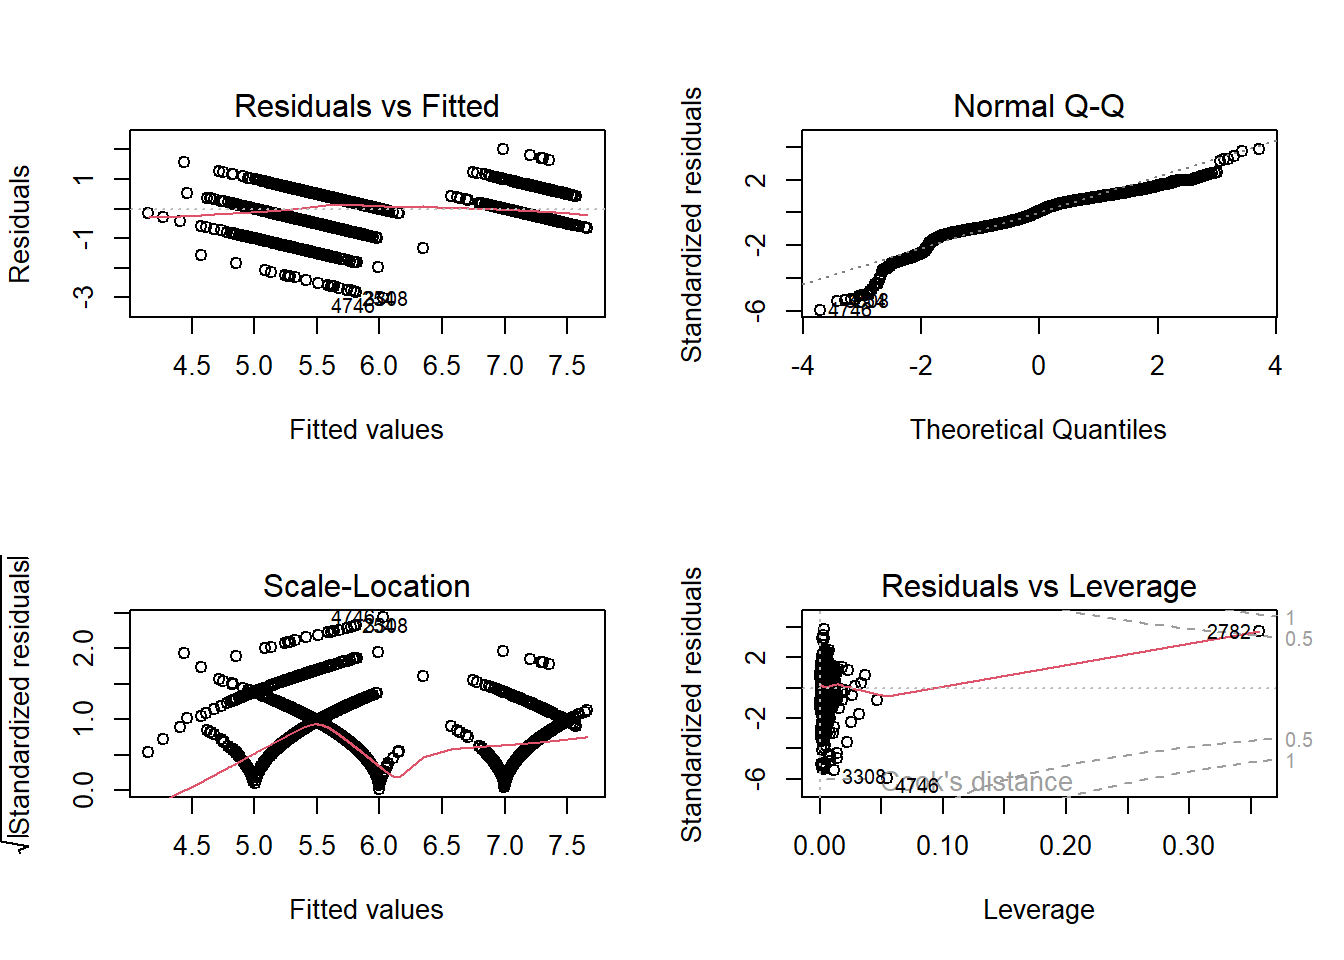 Residuals vs Fitted
Residuals
1
-1
-3
4746
3308
4.5 5.0 5.5 6.0 6.5 7.0 7.5
Fitted values
Normal Q-Q
Standardized residuals
2
-2
-6
4746
-4 -2 0 2 4
Theoretical Quantiles
Scale-Location
√|Standardized residuals|
2.0
1.0
0.0
4746
3308
4.5 5.0 5.5 6.0 6.5 7.0 7.5
Fitted values
Residuals vs Leverage
Standardized residuals
2
-2
-6
2782
1
0.5
0.5
1
3308
4746
Cook's distance
0.00 0.10 0.20 0.30
Leverage